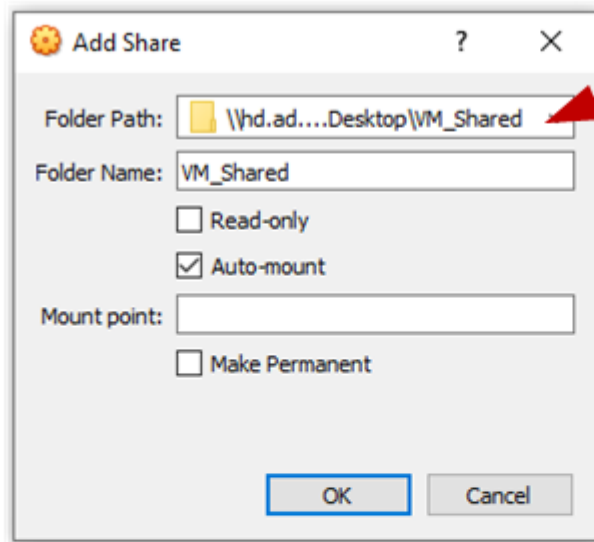 Add Share
?
Folder Path: \\hd.ad....Desktop\VM_Shared
Folder Name: VM_Shared
Read-only
Auto-mount
Mount point:
Make Permanent
OK Cancel